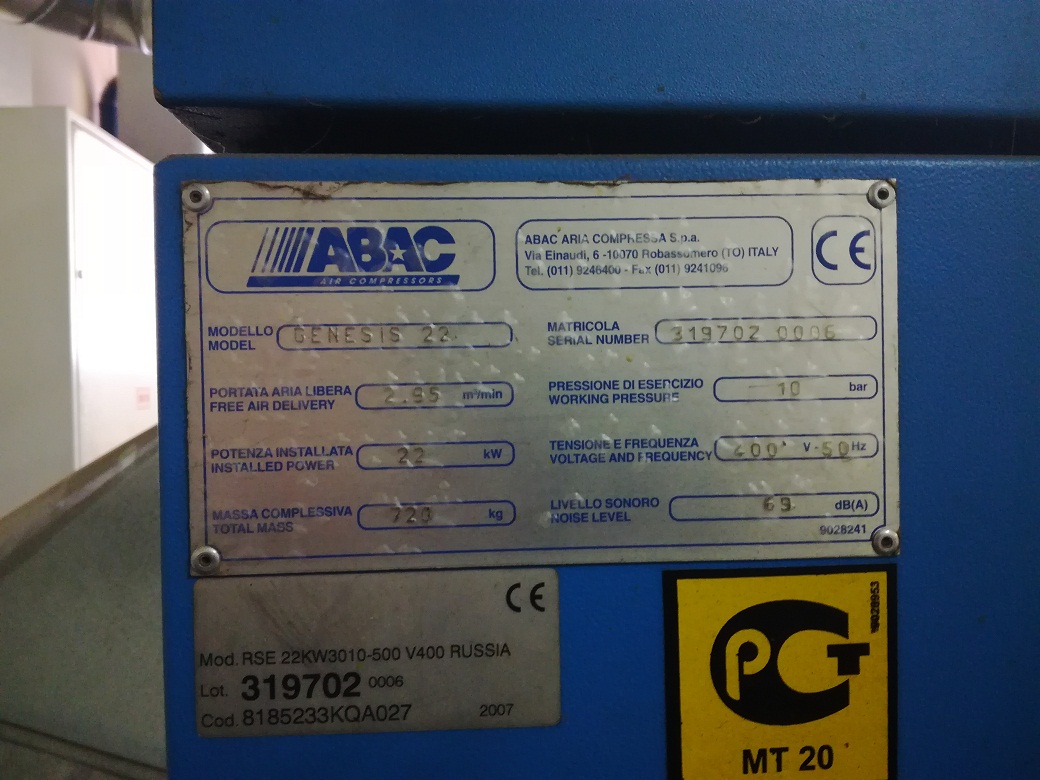 ABAC
AIR COMPRESSORS
ABAC ARIA COMPRESSA S.p.a.
Via Einaudi, 6 -10070 Robassomero (TO) ITALY
Tel. (011) 9246400 - Fax (011) 9241096
CE
MODELLO
MODEL
GENESIS 22
MATRICOLA
SERIAL NUMBER
319702 0006
PORTATA ARIA LIBERA
FREE AIR DELIVERY
2.95 m³/min
PRESSIONE DI ESERCIZIO
WORKING PRESSURE
10 bar
POTENZA INSTALLATA
INSTALLED POWER
22 kW
TENSIONE E FREQUENZA
VOLTAGE AND FREQUENCY
400 V - 50 Hz
MASSA COMPLESSIVA
TOTAL MASS
720 kg
LIVELLO SONORO
NOISE LEVEL
69 dB(A)
9028241
CE
Mod. RSE 22KW3010-500 V400 RUSSIA
Lot. 319702 0006
Cod. 8185233KQA027 2007
9028953
РСТ
MT 20